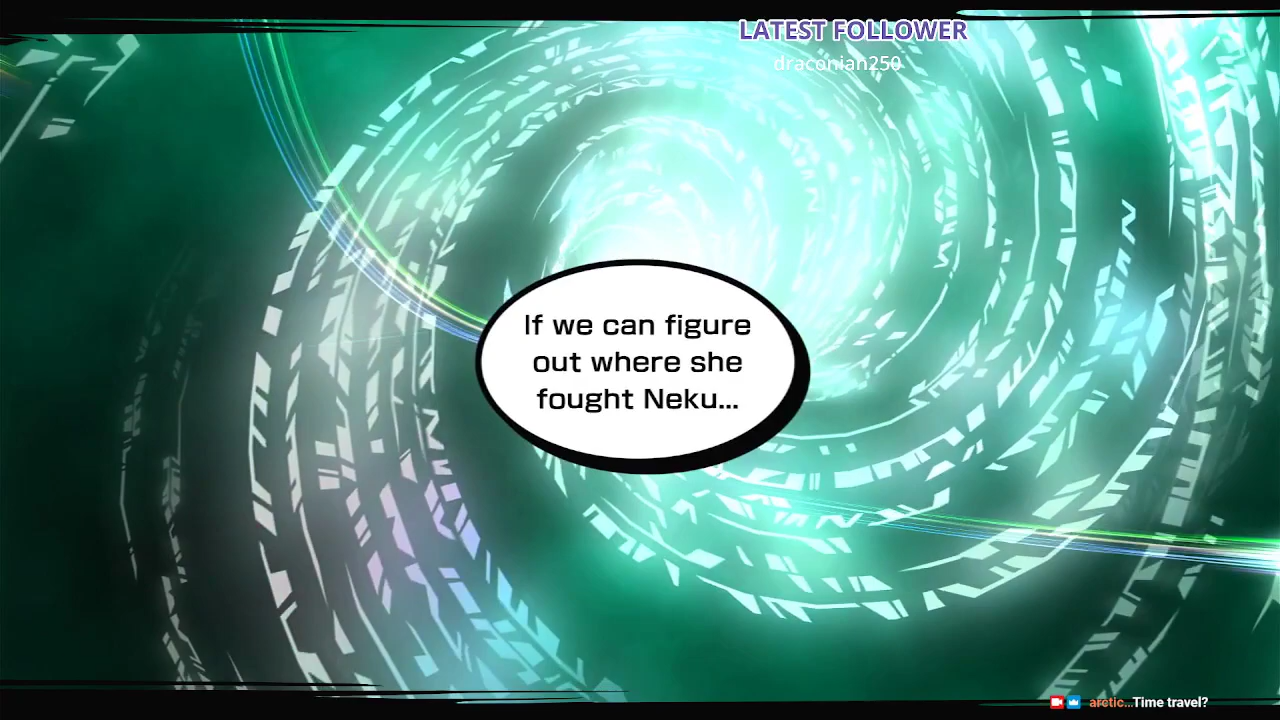 LATEST FOLLOWER
draconian250
If we can figure
out where she
fought Neku...
arctic...Time travel?